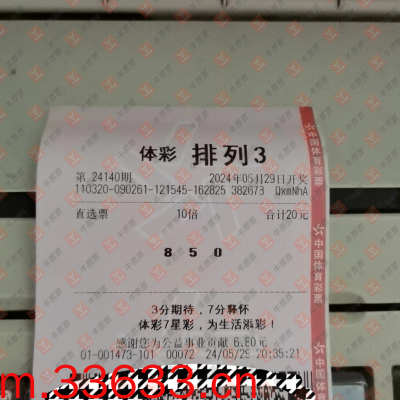 体彩 排列3
第 24140期 2024年05月29日开奖
110320-090261-121545-162825 382673 QxmNhA
直选票 10倍 合计20元
8 5 0
3分期待，7分释怀
体彩7星彩，为生活添彩！
感谢您为公益事业贡献 6.80元
01-001473-101 00072 24/05/29 20:35:21
中国体育彩票
中国体育彩票
m.33633.cn